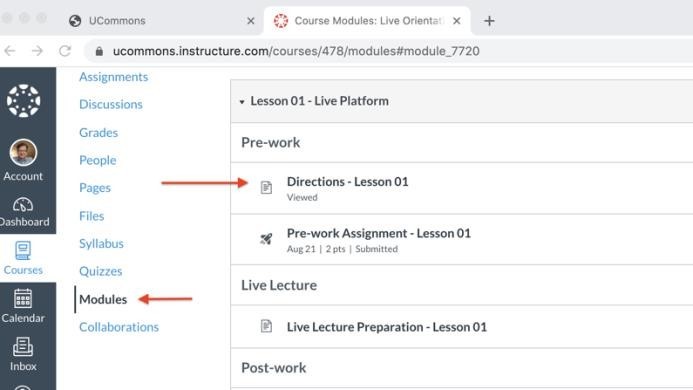 UCommons
Course Modules: Live Orientati
ucommons.instructure.com/courses/478/modules#module_7720
Account
Dashboard
Courses
Calendar
Inbox
Assignments
Discussions
Grades
People
Pages
Files
Syllabus
Quizzes
Modules
Collaborations
Lesson 01 - Live Platform
Pre-work
Directions - Lesson 01
Viewed
Pre-work Assignment - Lesson 01
Aug 21 | 2 pts | Submitted
Live Lecture
Live Lecture Preparation - Lesson 01
Post-work